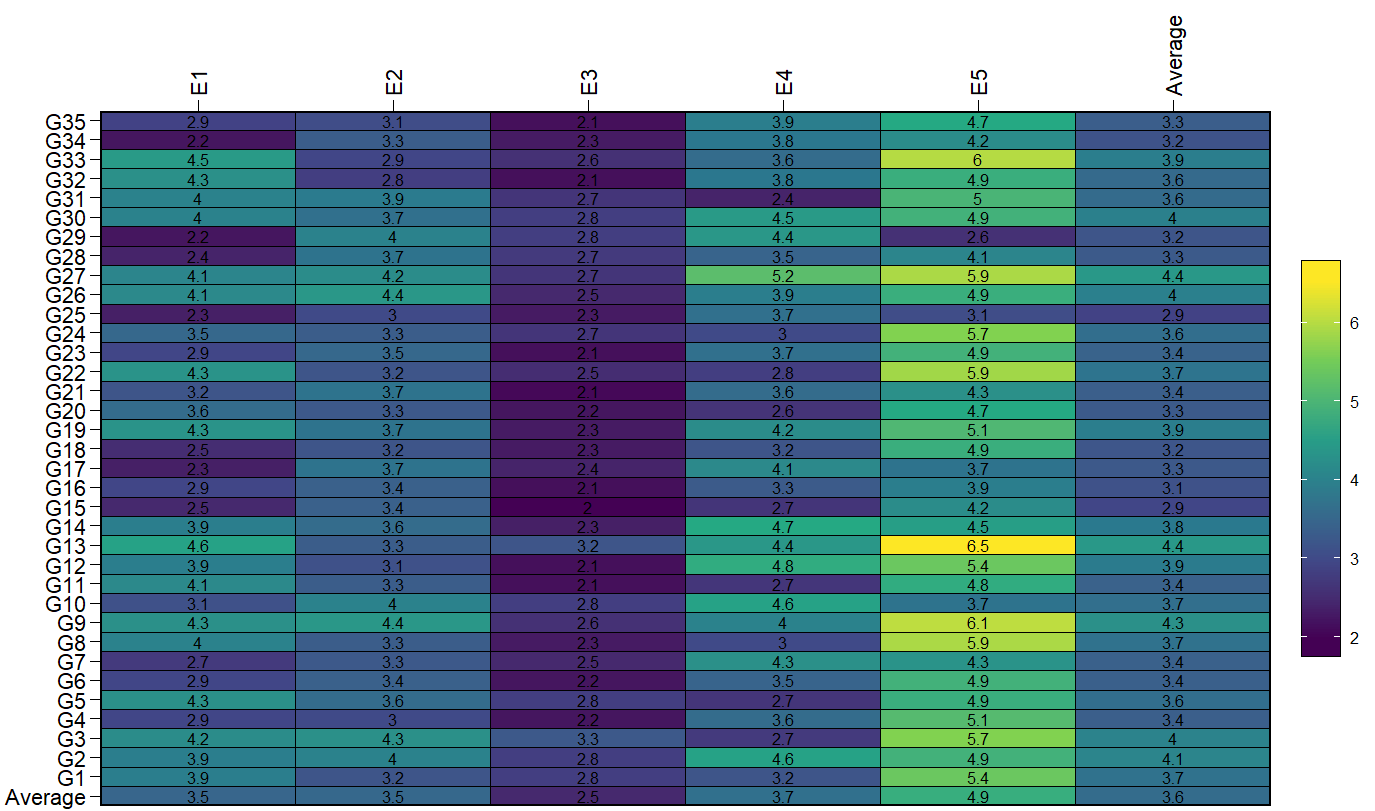 E1 E2 E3 E4 E5 Average
G35 2.9 3.1 2.1 3.9 4.7 3.3
G34 2.2 3.3 2.3 3.8 4.2 3.2
G33 4.5 2.9 2.6 3.6 6 3.9
G32 4.3 2.8 2.1 3.8 4.9 3.6
G31 4 3.9 2.7 2.4 5 3.6
G30 4 3.7 2.8 4.5 4.9 4
G29 2.2 4 2.8 4.4 2.6 3.2
G28 2.4 3.7 2.7 3.5 4.1 3.3
G27 4.1 4.2 2.7 5.2 5.9 4.4
G26 4.1 4.4 2.5 3.9 4.9 4
G25 2.3 3 2.3 3.7 3.1 2.9
G24 3.5 3.3 2.7 3 5.7 3.6
6
G23 2.9 3.5 2.1 3.7 4.9 3.4
G22 4.3 3.2 2.5 2.8 5.9 3.7
G21 3.2 3.7 2.1 3.6 4.3 3.4
G20 3.6 3.3 2.2 2.6 4.7 3.3
5
G19 4.3 3.7 2.3 4.2 5.1 3.9
G18 2.5 3.2 2.3 3.2 4.9 3.2
G17 2.3 3.7 2.4 4.1 3.7 3.3
G16 2.9 3.4 2.1 3.3 3.9 3.1
4
G15 2.5 3.4 2 2.7 4.2 2.9
G14 3.9 3.6 2.3 4.7 4.5 3.8
G13 4.6 3.3 3.2 4.4 6.5 4.4
G12 3.9 3.1 2.1 4.8 5.4 3.9
3
G11 4.1 3.3 2.1 2.7 4.8 3.4
G10 3.1 4 2.8 4.6 3.7 3.7
G9 4.3 4.4 2.6 4 6.1 4.3
G8 4 3.3 2.3 3 5.9 3.7
2
G7 2.7 3.3 2.5 4.3 4.3 3.4
G6 2.9 3.4 2.2 3.5 4.9 3.4
G5 4.3 3.6 2.8 2.7 4.9 3.6
G4 2.9 3 2.2 3.6 5.1 3.4
G3 4.2 4.3 3.3 2.7 5.7 4
G2 3.9 4 2.8 4.6 4.9 4.1
G1 3.9 3.2 2.8 3.2 5.4 3.7
Average 3.5 3.5 2.5 3.7 4.9 3.6